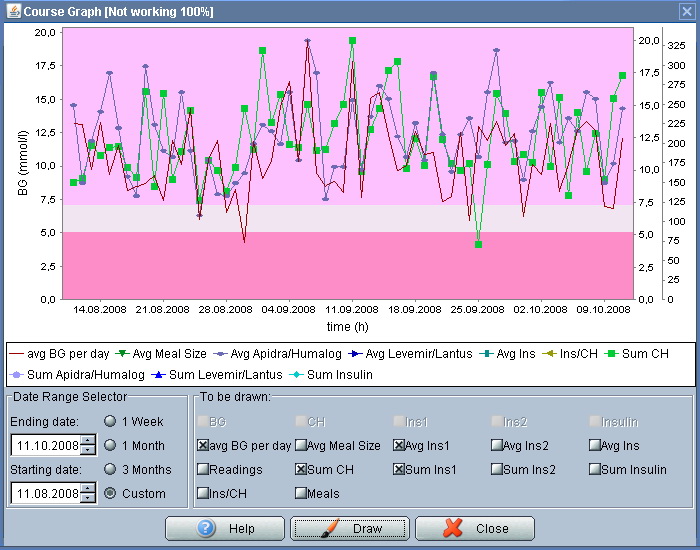 Course Graph [Not working 100%]
BG (mmol/l)
20,0
17,5
15,0
12,5
10,0
7,5
5,0
2,5
0,0
20,0
17,5
15,0
12,5
10,0
7,5
5,0
2,5
0,0
325
300
275
250
225
200
175
150
125
100
75
50
25
0
14.08.2008 21.08.2008 28.08.2008 04.09.2008 11.09.2008 18.09.2008 25.09.2008 02.10.2008 09.10.2008
time (h)
avg BG per day Avg Meal Size Avg Apidra/Humalog Avg Levemir/Lantus Avg Ins Ins/CH Sum CH
Sum Apidra/Humalog Sum Levemir/Lantus Sum Insulin
Date Range Selector
Ending date:
11.10.2008
Starting date:
11.08.2008
1 Week
1 Month
3 Months
Custom
To be drawn:
BG CH Ins1 Ins2 Insulin
avg BG per day Avg Meal Size Avg Ins1 Avg Ins2 Avg Ins
Readings Sum CH Sum Ins1 Sum Ins2 Sum Insulin
Ins/CH Meals
Help Draw Close